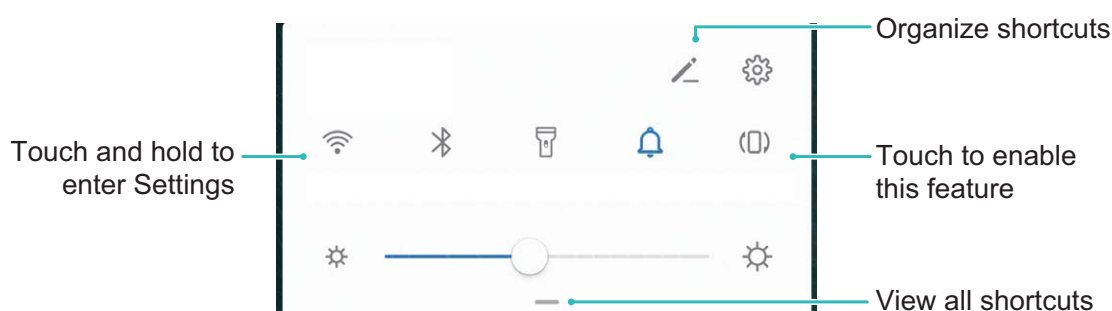 Organize shortcuts
Touch and hold to
enter Settings
Touch to enable
this feature
View all shortcuts